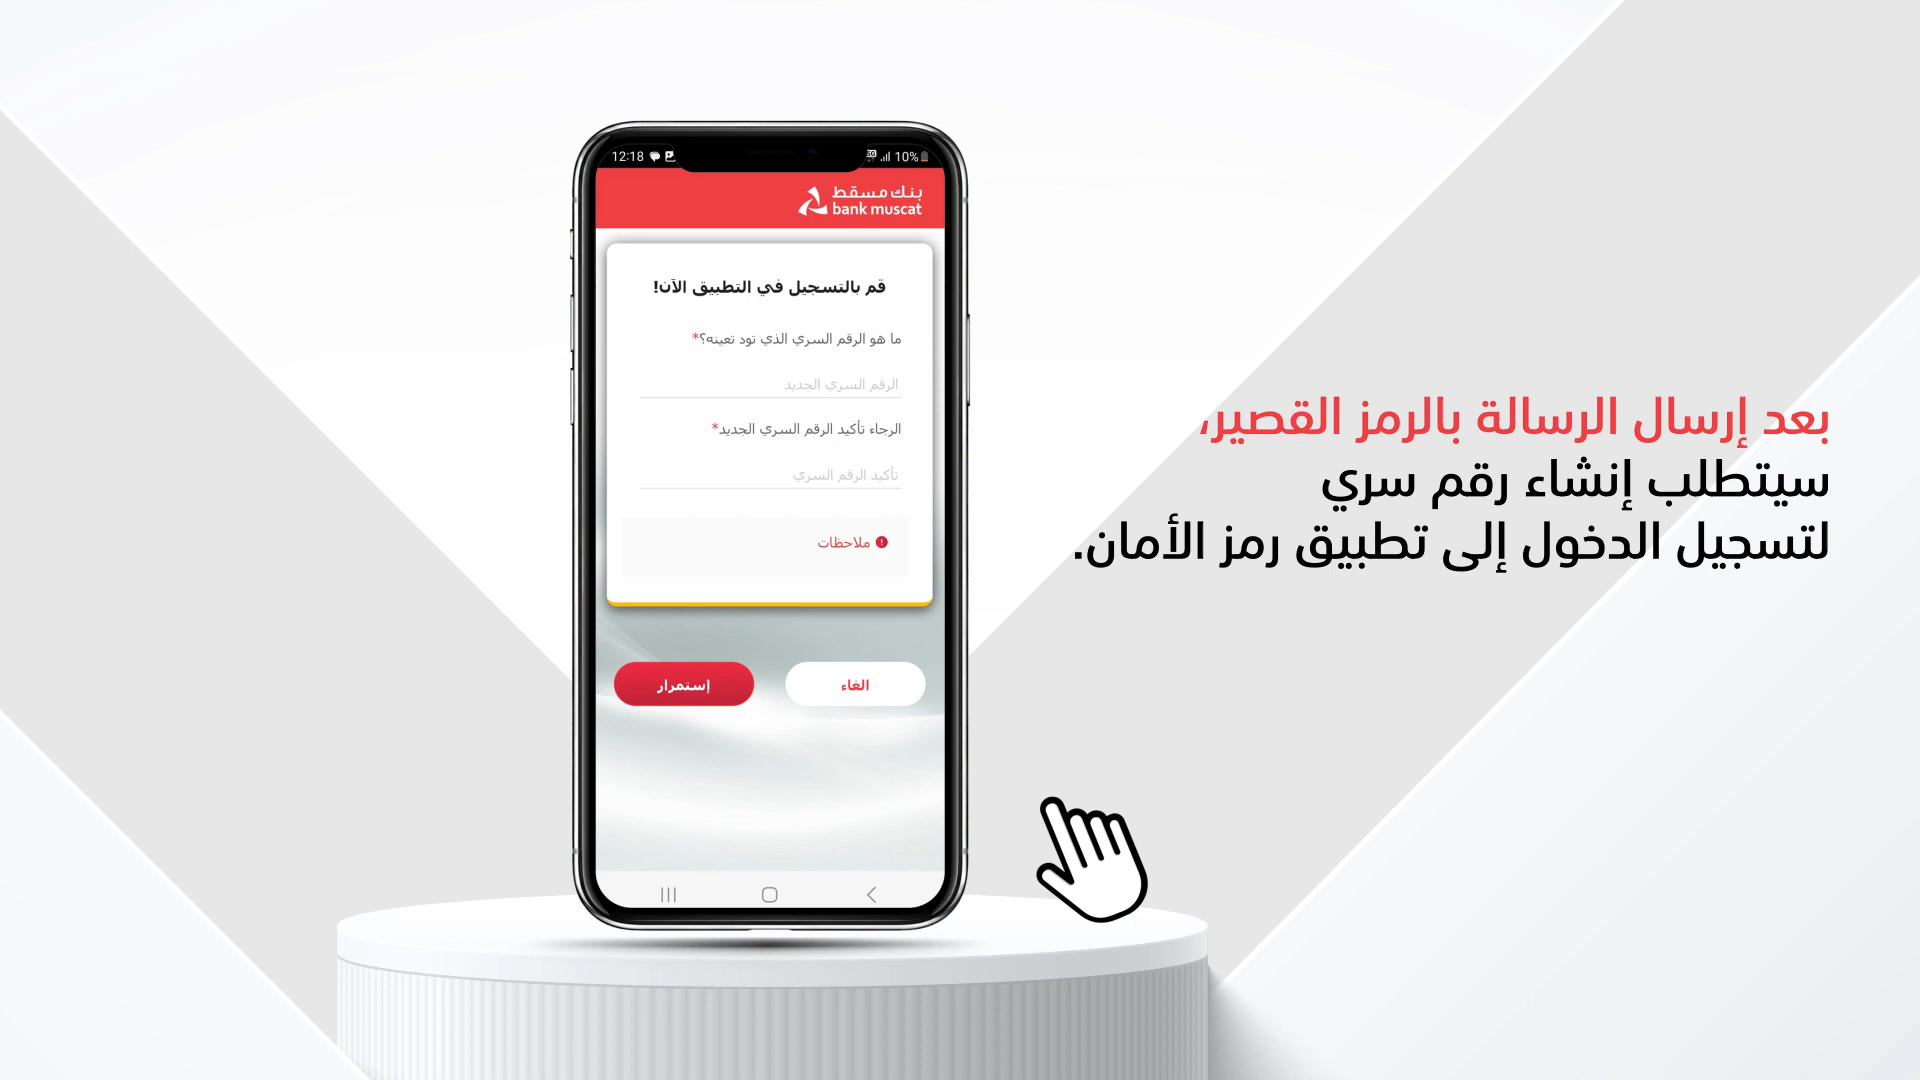 12:18
10%
بنك مسقط
bank muscat
قم بالتسجيل في التطبيق الآن!
ما هو الرقم السري الذي تود تعينه؟*
الرقم السري الجديد
الرجاء تأكيد الرقم السري الجديد*
تأكيد الرقم السري
ملاحظات
الغاء
إستمرار
بعد إرسال الرسالة بالرمز القصير،
سيتطلب إنشاء رقم سري
لتسجيل الدخول إلى تطبيق رمز الأمان.